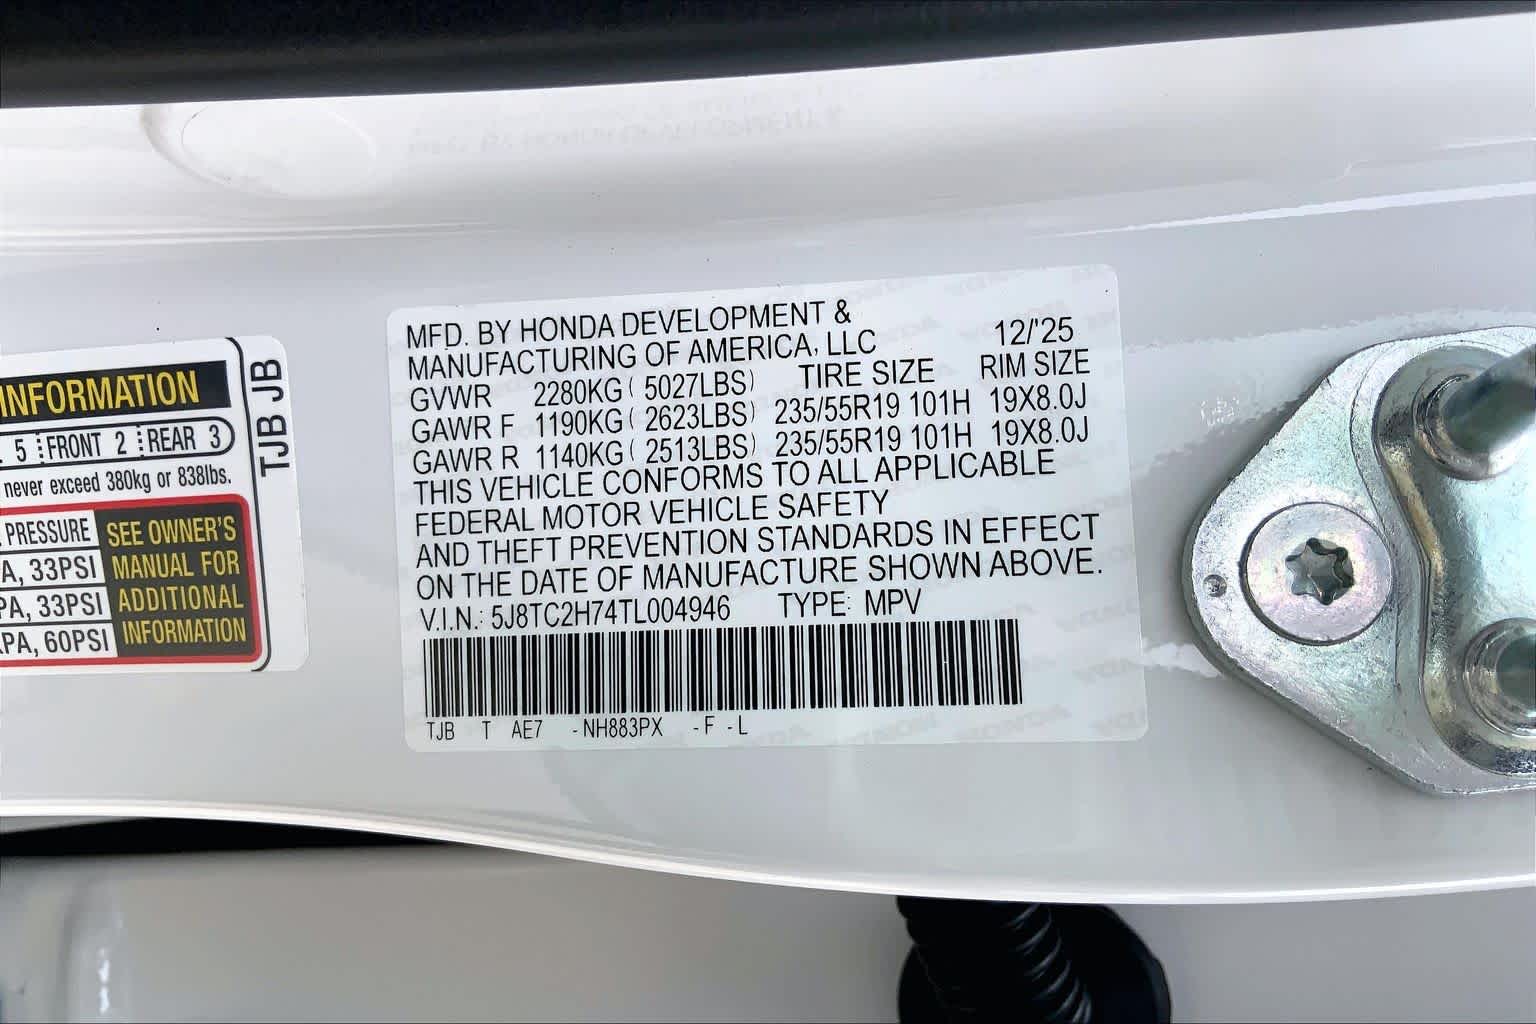 INFORMATION
5 FRONT 2 REAR 3
never exceed 380kg or 838lbs.
PRESSURE
A, 33PSI
PA, 33PSI
KPA, 60PSI
SEE OWNER'S
MANUAL FOR
ADDITIONAL
INFORMATION
TJB JB
MFD. BY HONDA DEVELOPMENT &
MANUFACTURING OF AMERICA, LLC 12/'25
GVWR 2280KG ( 5027LBS) TIRE SIZE RIM SIZE
GAWR F 1190KG ( 2623LBS) 235/55R19 101H 19X8.0J
GAWR R 1140KG ( 2513LBS) 235/55R19 101H 19X8.0J
THIS VEHICLE CONFORMS TO ALL APPLICABLE
FEDERAL MOTOR VEHICLE SAFETY
AND THEFT PREVENTION STANDARDS IN EFFECT
ON THE DATE OF MANUFACTURE SHOWN ABOVE.
V.I.N.: 5J8TC2H74TL004946 TYPE: MPV
TJB T AE7 -NH883PX -F -L